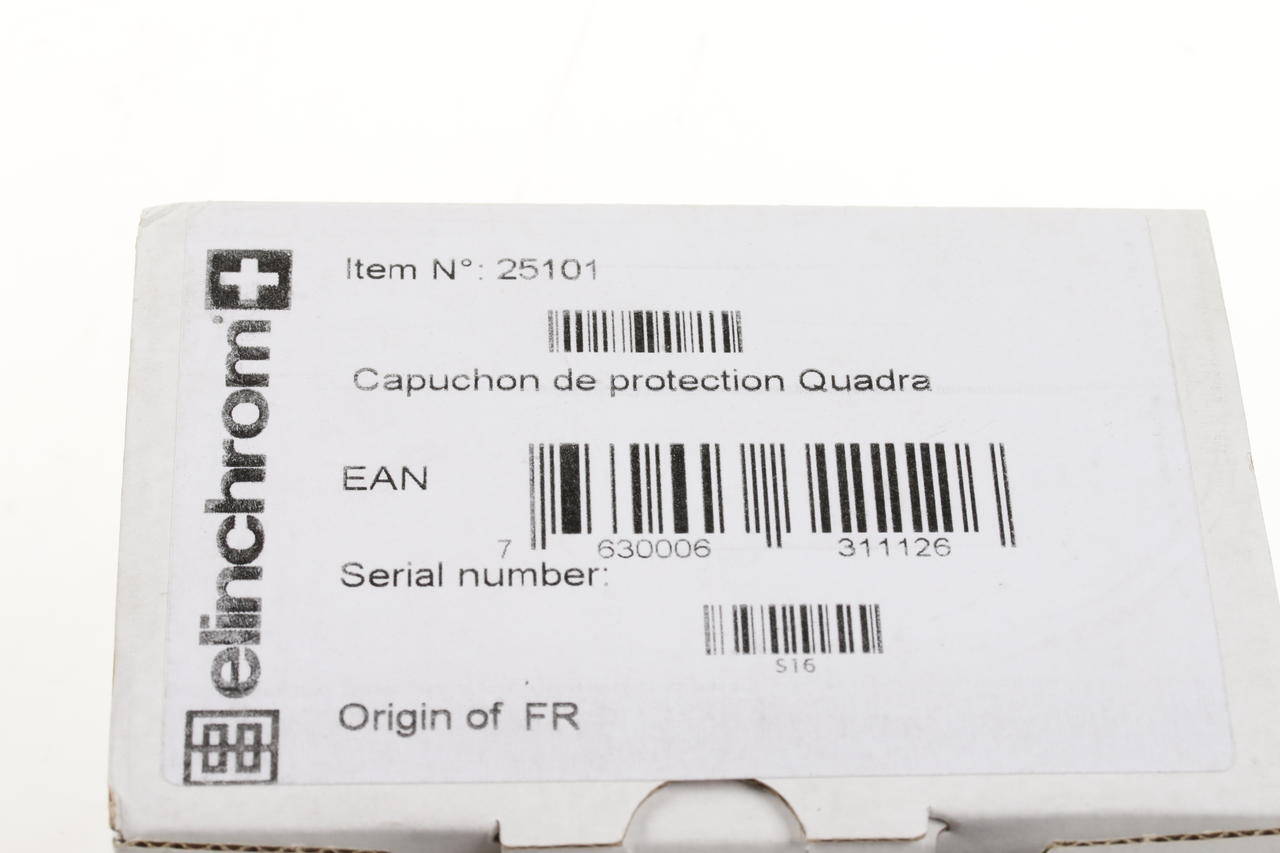 elinchrom
Item N°: 25101
Capuchon de protection Quadra
EAN
7 630006 311126
Serial number:
S16
Origin of FR